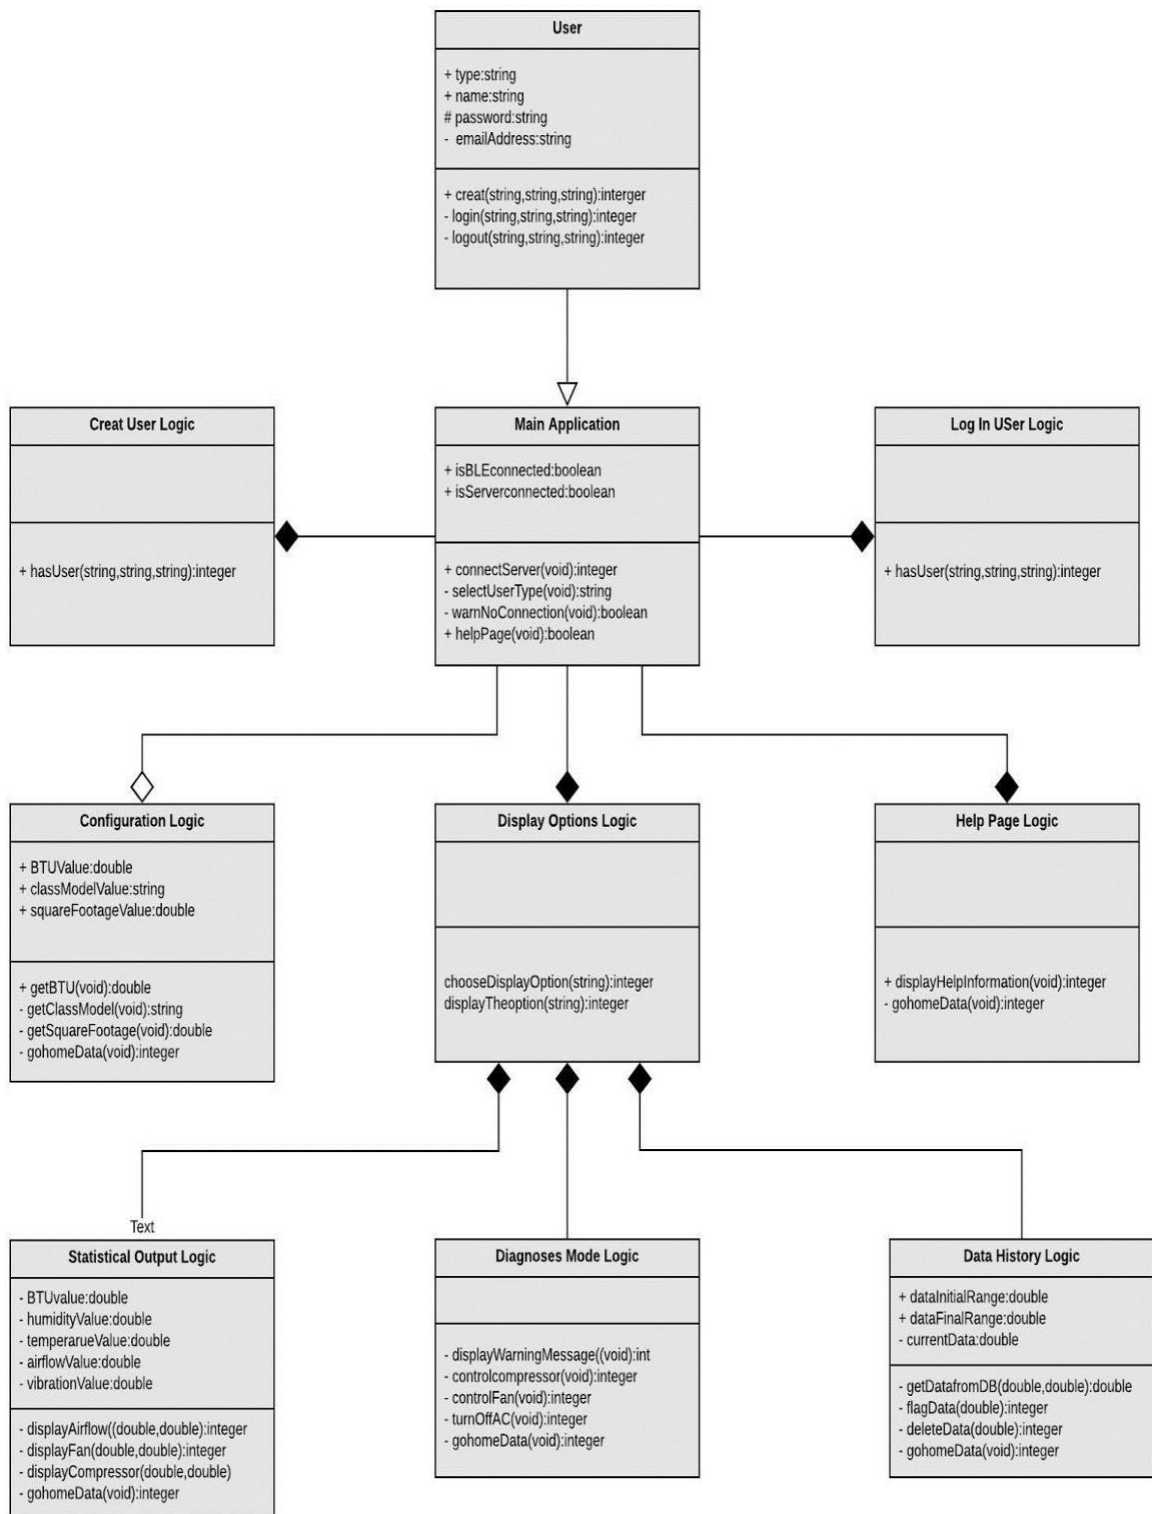 User
+ type:string
+ name:string
# password:string
- emailAddress:string
+ creat(string,string,string):interger
- login(string,string,string):integer
- logout(string,string,string):integer
Creat User Logic
+ hasUser(string,string,string):integer
Main Application
+ isBLEconnected:boolean
+ isServerconnected:boolean
+ connectServer(void):integer
- selectUserType(void):string
- warnNoConnection(void):boolean
+ helpPage(void):boolean
Log In USer Logic
+ hasUser(string,string,string):integer
Configuration Logic
+ BTUValue:double
+ classModelValue:string
+ squareFootageValue:double
+ getBTU(void):double
- getClassModel(void):string
- getSquareFootage(void):double
- gohomeData(void):integer
Display Options Logic
chooseDisplayOption(string):integer
displayTheoption(string):integer
Help Page Logic
+ displayHelpInformation(void):integer
- gohomeData(void):integer
Text
Statistical Output Logic
- BTUvalue:double
- humidityValue:double
- temperarueValue:double
- airflowValue:double
- vibrationValue:double
- displayAirflow((double,double):integer
- displayFan(double,double):integer
- displayCompressor(double,double)
- gohomeData(void):integer
Diagnoses Mode Logic
- displayWarningMessage((void):int
- controlcompressor(void):integer
- controlFan(void):integer
- turnOffAC(void):integer
- gohomeData(void):integer
Data History Logic
+ dataInitialRange:double
+ dataFinalRange:double
- currentData:double
- getDatafromDB(double,double):double
- flagData(double):integer
- deleteData(double):integer
- gohomeData(void):integer